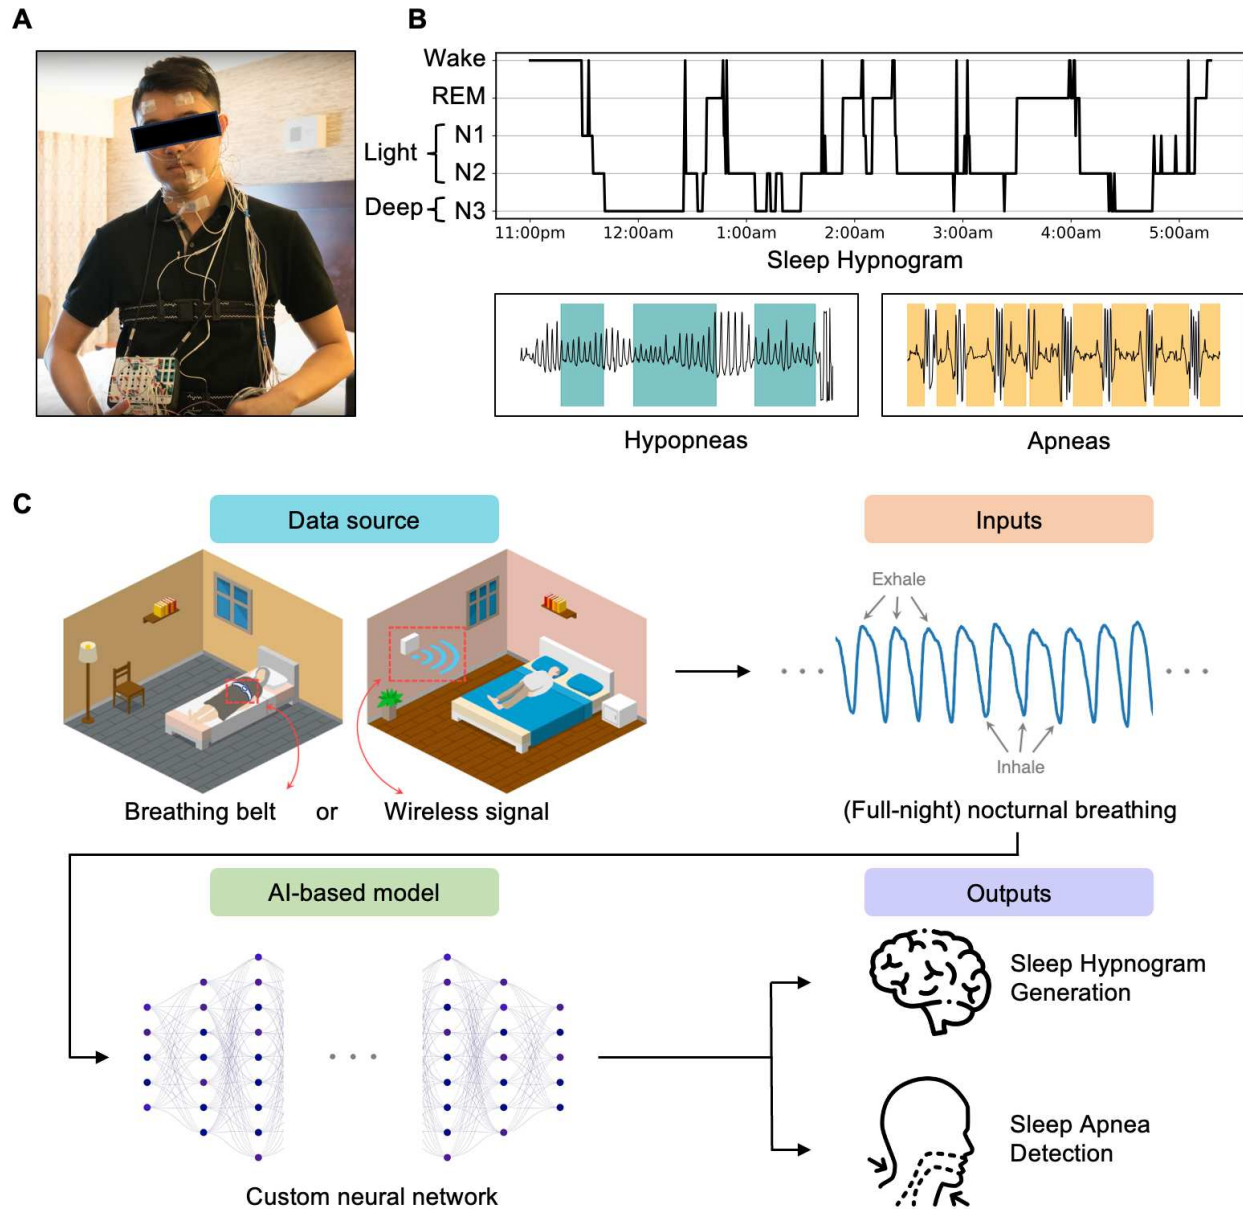 A
B
Wake
REM
N1
Light
N2
Deep
N3
11:00pm 12:00am 1:00am 2:00am 3:00am 4:00am 5:00am
Sleep Hypnogram
Hypopneas
Apneas
C
Data source
Inputs
Exhale
Inhale
Breathing belt or Wireless signal
(Full-night) nocturnal breathing
AI-based model
Outputs
Sleep Hypnogram
Generation
Sleep Apnea
Detection
Custom neural network